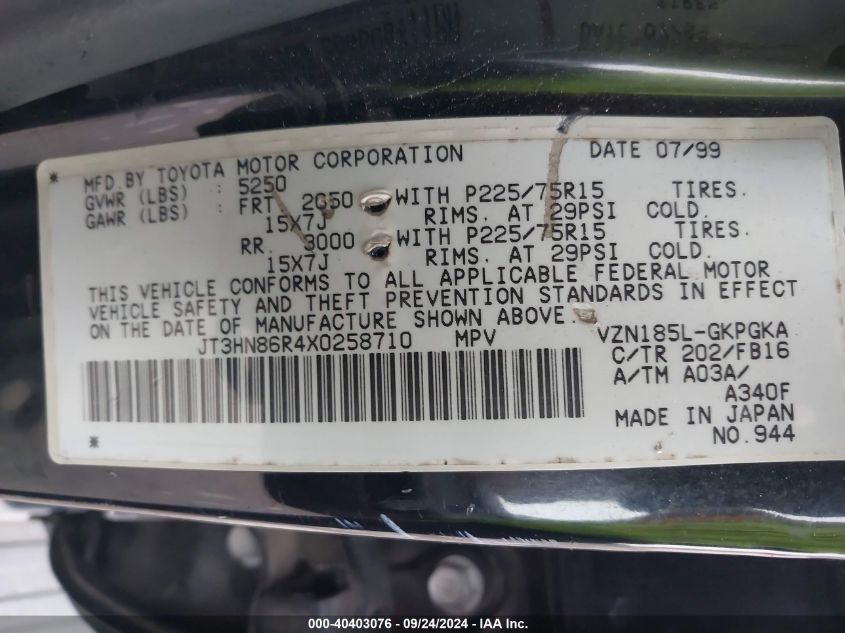 MFD.BY TOYOTA MOTOR CORPORATION DATE 07/99
GVWR (LBS) : 5250
GAWR (LBS) : FRT 2650 WITH P225/75R15 TIRES.
15X7J RIMS. AT 29PSI COLD.
RR. 3000 WITH P225/75R15 TIRES.
15X7J RIMS. AT 29PSI COLD.
THIS VEHICLE CONFORMS TO ALL APPLICABLE FEDERAL MOTOR
VEHICLE SAFETY AND THEFT PREVENTION STANDARDS IN EFFECT
ON THE DATE OF MANUFACTURE SHOWN ABOVE.
JT3HN86R4X0258710 MPV VZN185L-GKPGKA
C/TR 202/FB16
A/TM A03A/
A340F
MADE IN JAPAN
NO.944
000-40403076 - 09/24/2024 - IAA Inc.